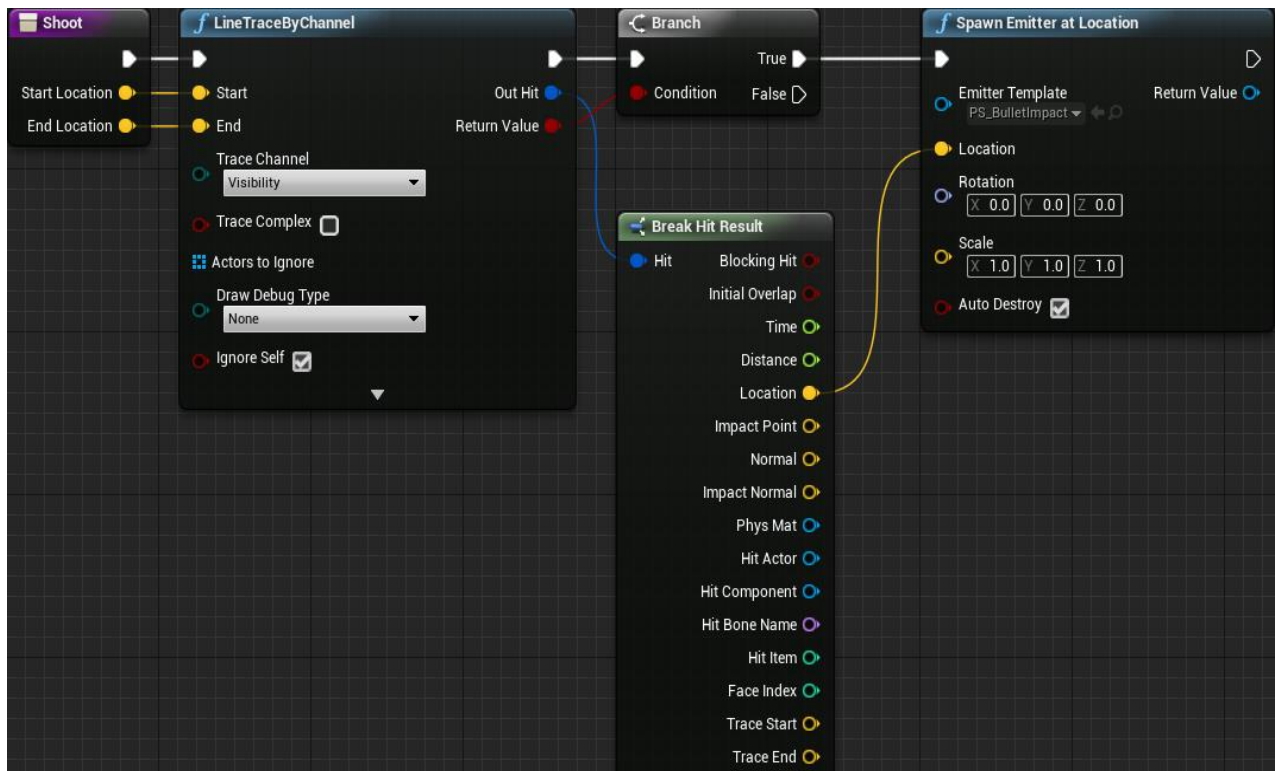 Shoot
Start Location
End Location
f LineTraceByChannel
Start
Out Hit
End
Return Value
Trace Channel
Visibility
Trace Complex
Actors to Ignore
Draw Debug Type
None
Ignore Self
Branch
True
Condition
False
Break Hit Result
Hit
Blocking Hit
Initial Overlap
Time
Distance
Location
Impact Point
Normal
Impact Normal
Phys Mat
Hit Actor
Hit Component
Hit Bone Name
Hit Item
Face Index
Trace Start
Trace End
f Spawn Emitter at Location
Emitter Template
Return Value
PS_BulletImpact
Location
Rotation
X 0.0 Y 0.0 Z 0.0
Scale
X 1.0 Y 1.0 Z 1.0
Auto Destroy